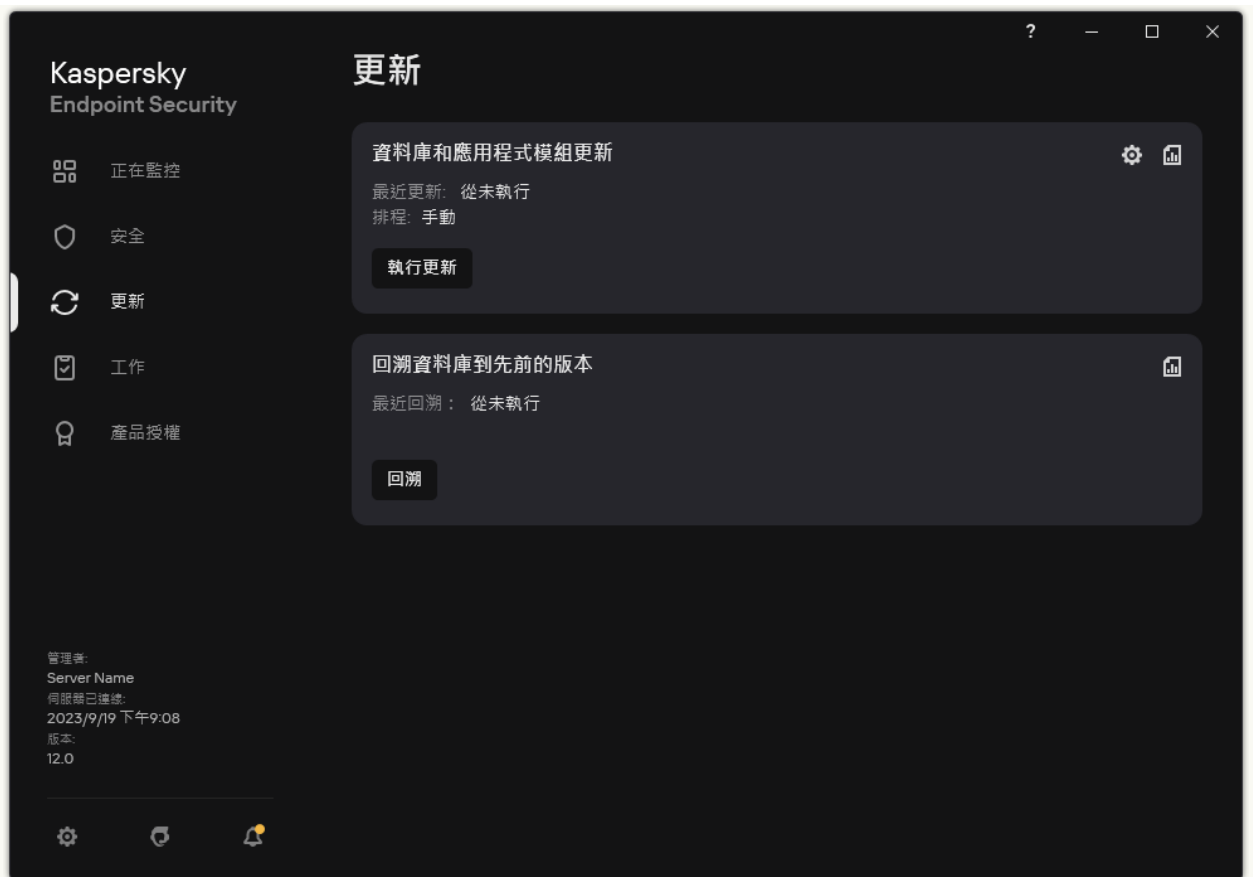 ?
Kaspersky
Endpoint Security
正在監控
安全
更新
工作
產品授權
管理者:
Server Name
伺服器已連線:
2023/9/19 下午9:08
版本:
12.0
更新
資料庫和應用程式模組更新
最近更新: 從未執行
排程: 手動
執行更新
回溯資料庫到先前的版本
最近回溯： 從未執行
回溯